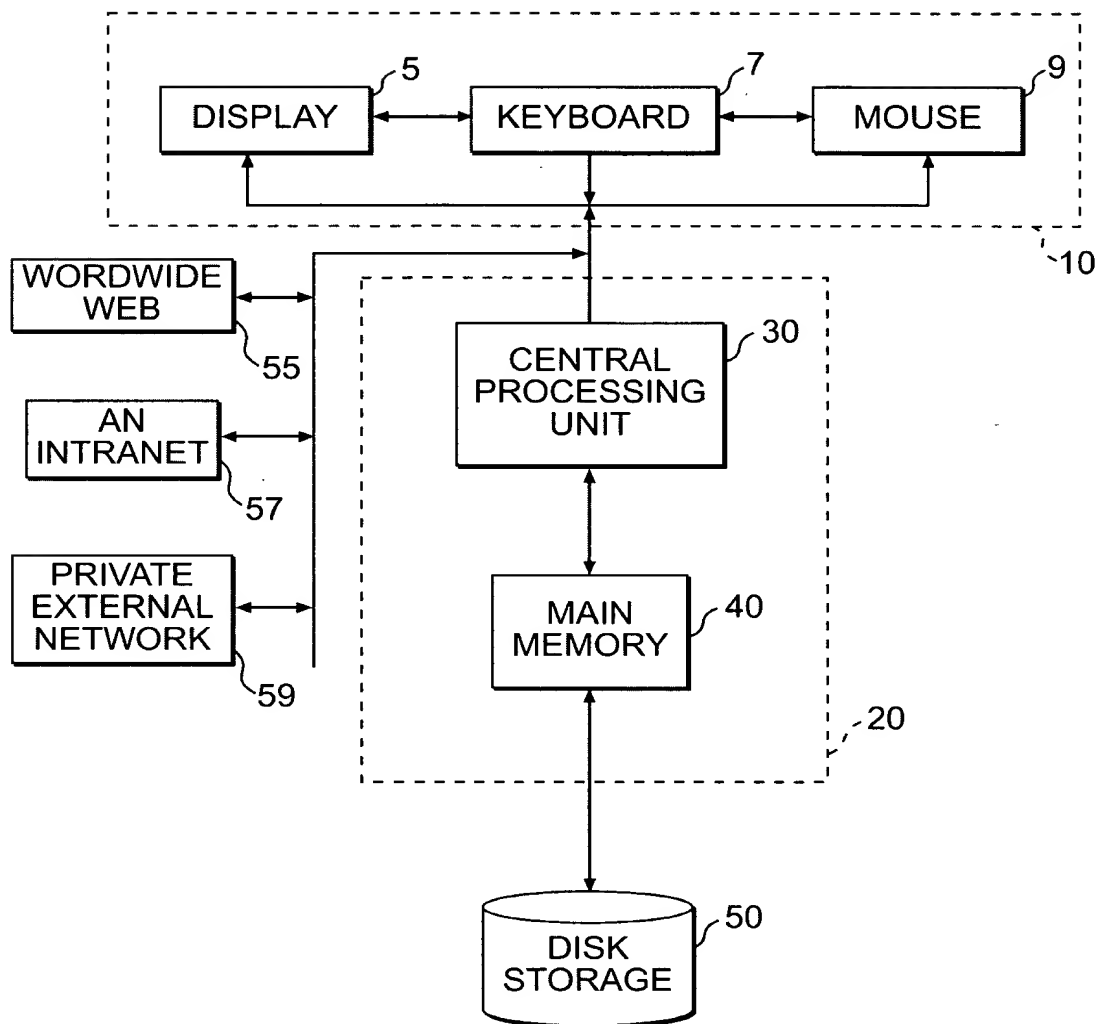 5
7
9
DISPLAY
KEYBOARD
MOUSE
10
WORDWIDE
WEB
55
30
CENTRAL
PROCESSING
UNIT
AN
INTRANET
57
PRIVATE
EXTERNAL
NETWORK
59
MAIN
MEMORY
40
20
50
DISK
STORAGE